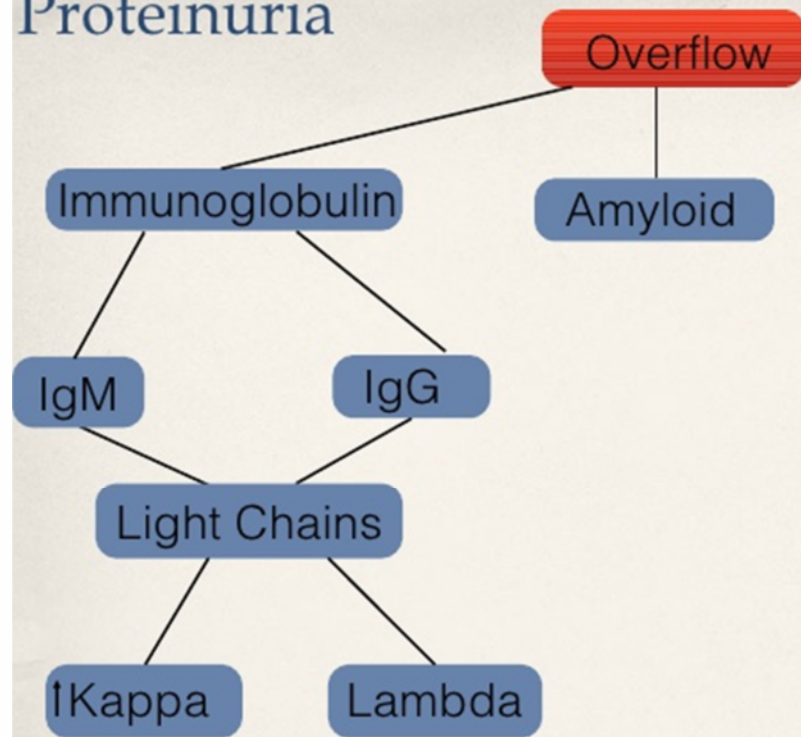 Proteinuria
Overflow
Immunoglobulin
Amyloid
IgM
IgG
Light Chains
↑Kappa
Lambda